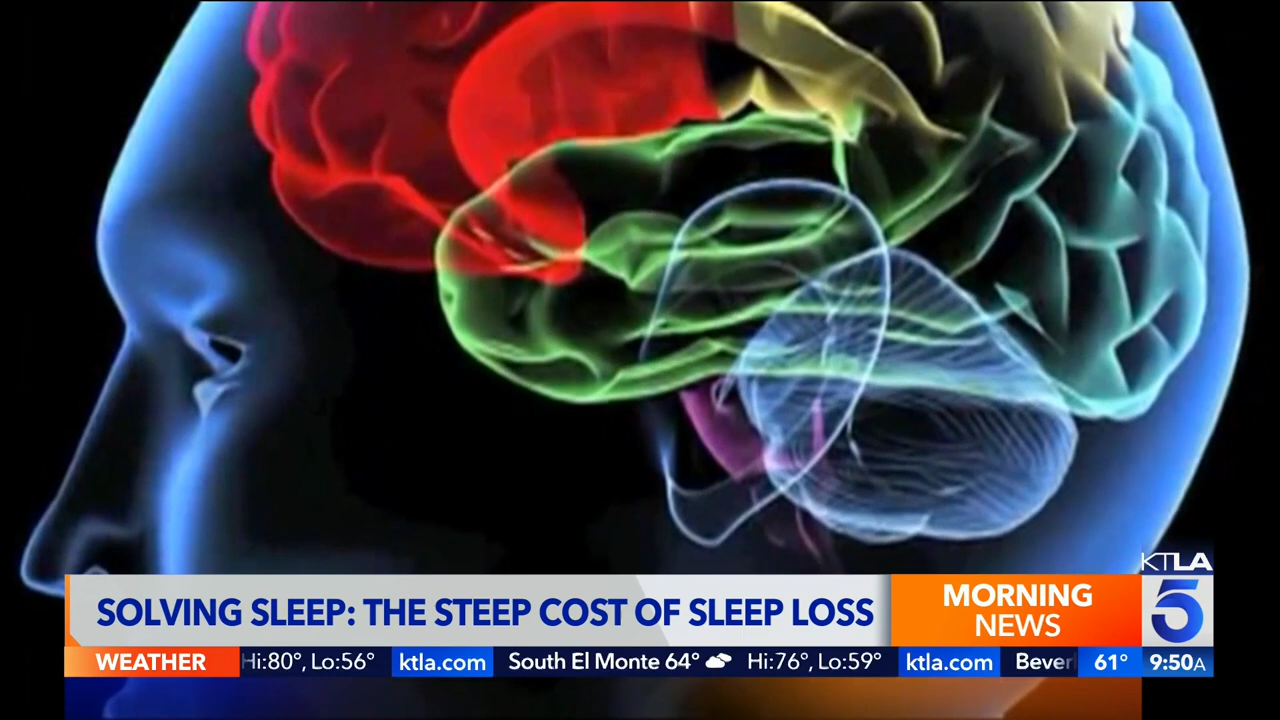 KTLA
5
SOLVING SLEEP: THE STEEP COST OF SLEEP LOSS
MORNING
NEWS
WEATHER Hi:80°, Lo:56° ktla.com South El Monte 64° Hi:76°, Lo:59° ktla.com Bever 61° 9:50A